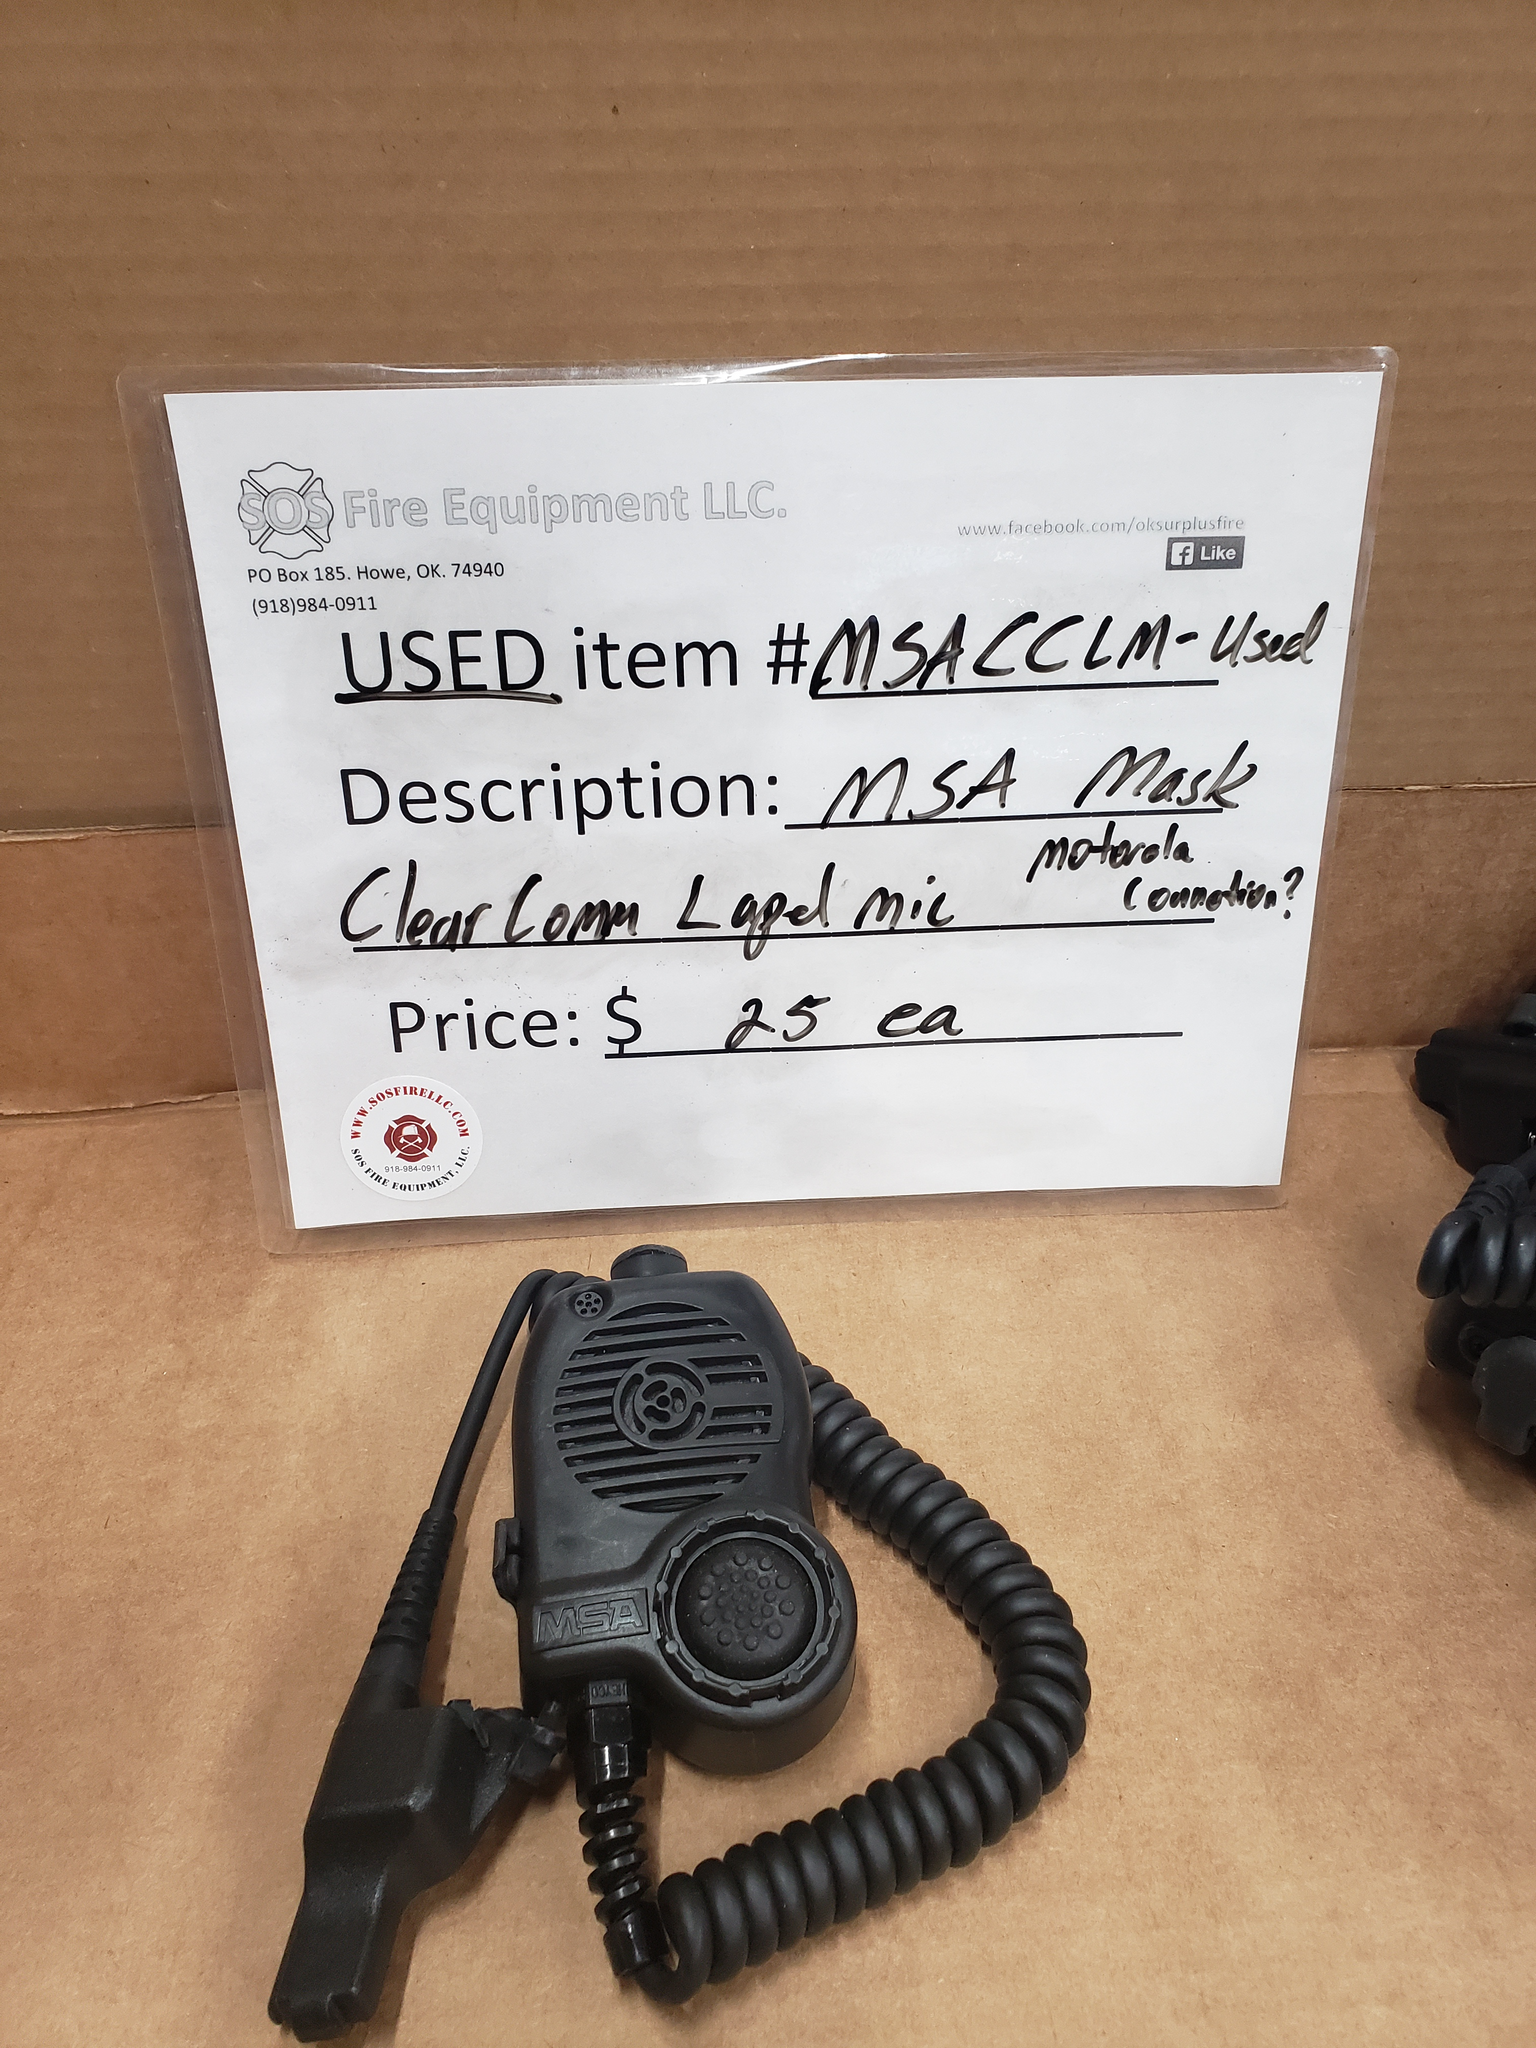 SOS Fire Equipment LLC.
www.facebook.com/oksurplusfire
f Like
PO Box 185. Howe, OK. 74940
(918)984-0911
USED item #MSACCLM-Used
Description: MSA Mask
Motorola
Clear Comm Lapel Mic Connetion?
Price: $ 25 ea
WWW.SOSFIRELLC.COM
918-984-0911
SOS FIRE EQUIPMENT, LLC.
MSA